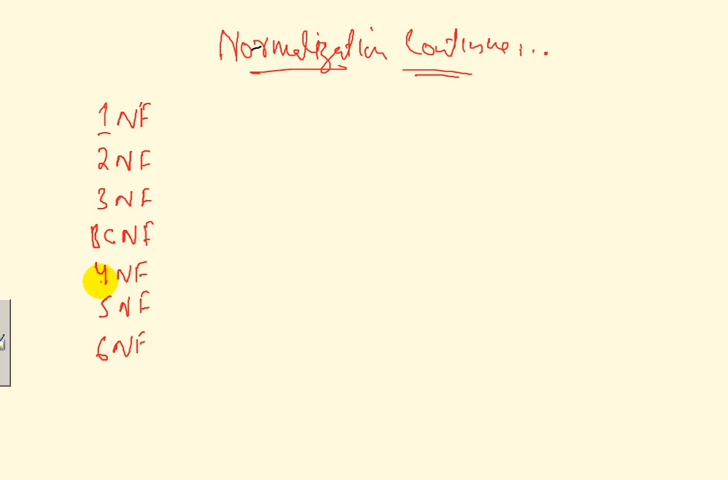 Normalization Continue...
1NF
2NF
3NF
BCNF
4NF
5NF
6NF